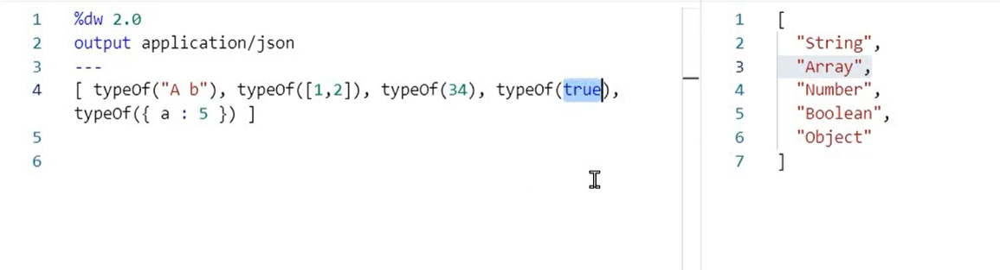 1 %dw 2.0
2 output application/json
3 ---
4 [ typeOf("A b"), typeOf([1,2]), typeOf(34), typeOf(true),
typeOf({ a : 5 }) ]
5
6
1 [
2 "String",
3 "Array",
4 "Number",
5 "Boolean",
6 "Object"
7 ]